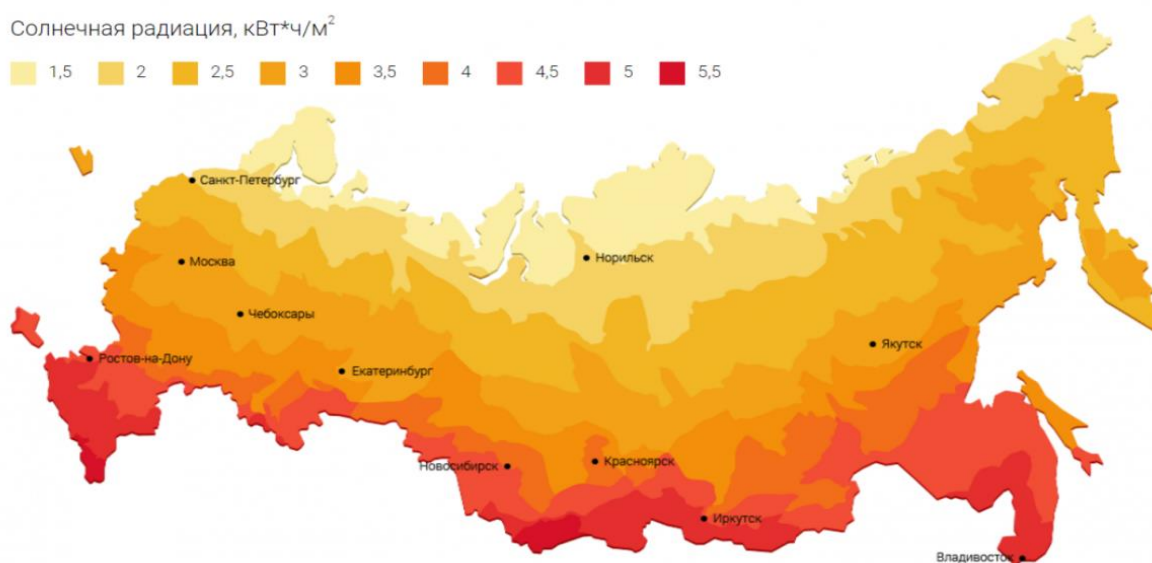 Солнечная радиация, кВт*ч/м²
1,5 2 2,5 3 3,5 4 4,5 5 5,5
Санкт-Петербург
Москва
Норильск
Чебоксары
Якутск
Ростов-на-Дону
Екатеринбург
Новосибирск
Красноярск
Иркутск
Владивосток